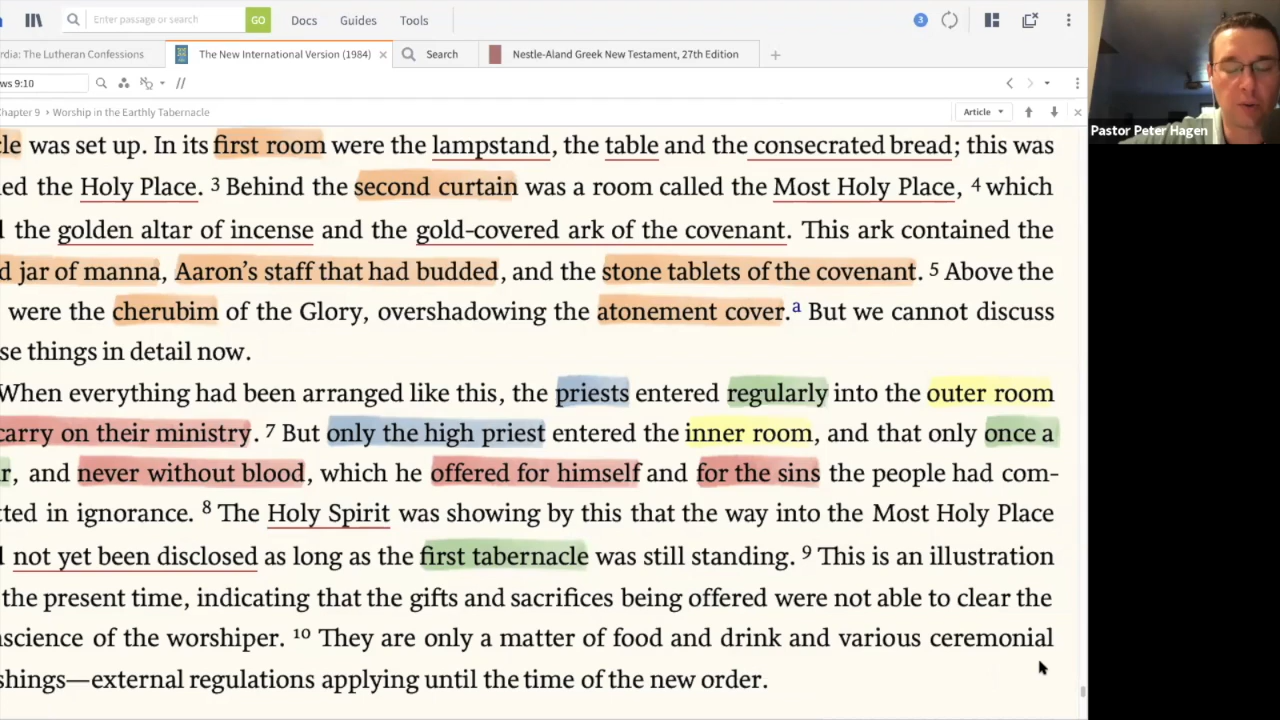 Enter passage or search
GO
Docs
Guides
Tools
3
rdia: The Lutheran Confessions
The New International Version (1984)
Search
Nestle-Aland Greek New Testament, 27th Edition
ws 9:10
Chapter 9 › Worship in the Earthly Tabernacle
Article
Pastor Peter Hagen
cle was set up. In its first room were the lampstand, the table and the consecrated bread; this was
ed the Holy Place. 3 Behind the second curtain was a room called the Most Holy Place, 4 which
the golden altar of incense and the gold-covered ark of the covenant. This ark contained the
d jar of manna, Aaron's staff that had budded, and the stone tablets of the covenant. 5 Above the
were the cherubim of the Glory, overshadowing the atonement cover.a But we cannot discuss
se things in detail now.
When everything had been arranged like this, the priests entered regularly into the outer room
carry on their ministry. 7 But only the high priest entered the inner room, and that only once a
r, and never without blood, which he offered for himself and for the sins the people had com-
ted in ignorance. 8 The Holy Spirit was showing by this that the way into the Most Holy Place
not yet been disclosed as long as the first tabernacle was still standing. 9 This is an illustration
the present time, indicating that the gifts and sacrifices being offered were not able to clear the
science of the worshiper. 10 They are only a matter of food and drink and various ceremonial
shings—external regulations applying until the time of the new order.